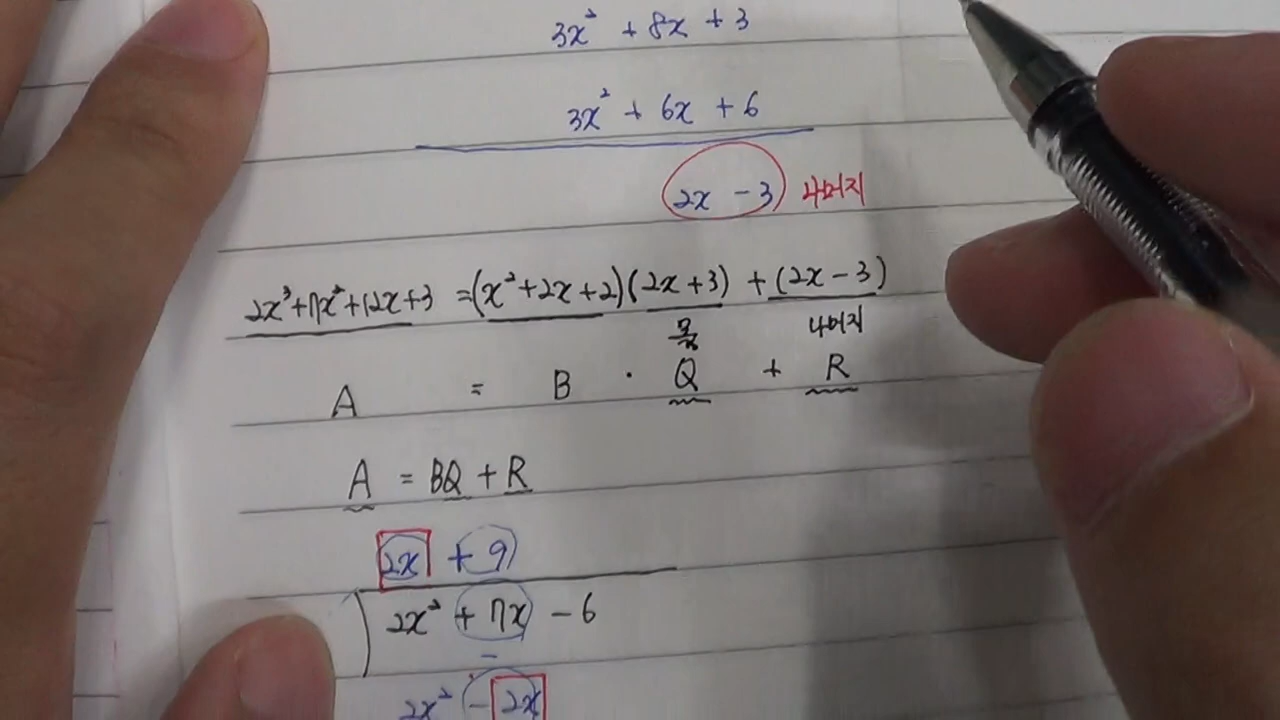 3x² + 8x + 3
3x² + 6x + 6
2x - 3 나머지
2x³+7x²+12x+3 =(x²+2x+2)(2x+3) + (2x-3)
몫 나머지
A = B · Q + R
A = BQ + R
2x + 9
2x² + 7x - 6
-
2x² - 2x